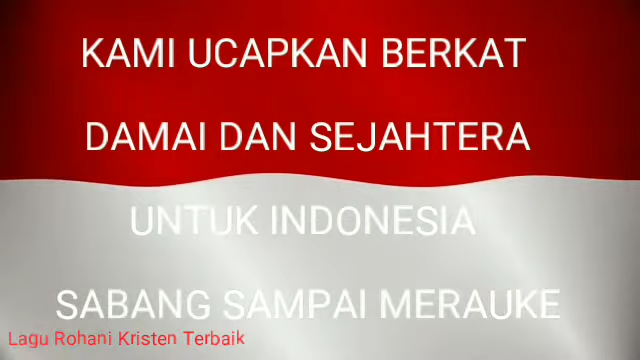 KAMI UCAPKAN BERKAT
DAMAI DAN SEJAHTERA
UNTUK INDONESIA
SABANG SAMPAI MERAUKE
Lagu Rohani Kristen Terbaik